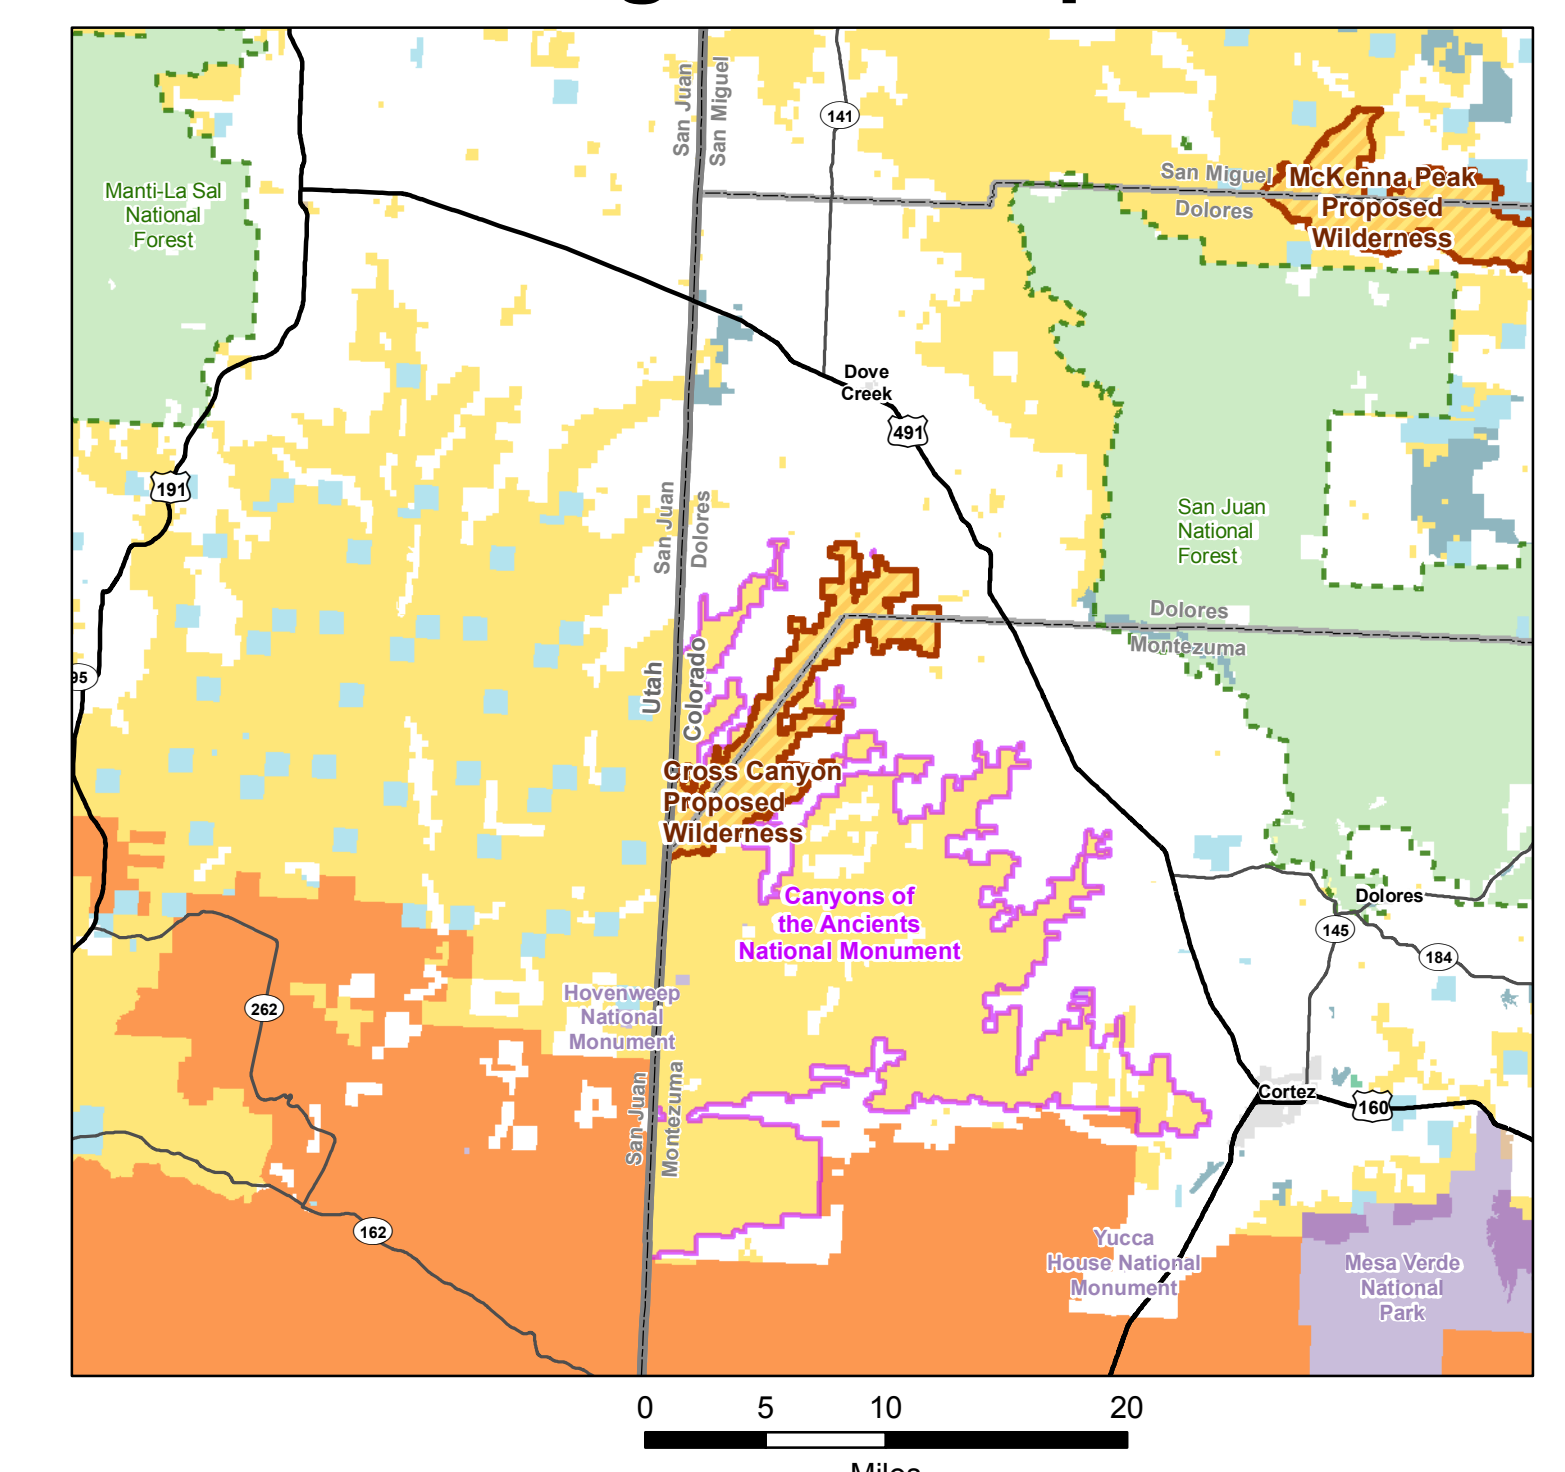 San Juan
San Miguel
141
Manti-La Sal
National
Forest
San Miguel
Dolores
McKenna Peak
Proposed
Wilderness
Dove
Creek
491
191
San Juan
Dolores
San Juan
National
Forest
Dolores
Montezuma
95
Utah
Colorado
Cross Canyon
Proposed
Wilderness
Canyons of
the Ancients
National Monument
Dolores
145
184
262
Hovenweep
National
Monument
San Juan
Montezuma
Cortez
160
162
Yucca
House National
Monument
Mesa Verde
National
Park
0 5 10 20
Miles